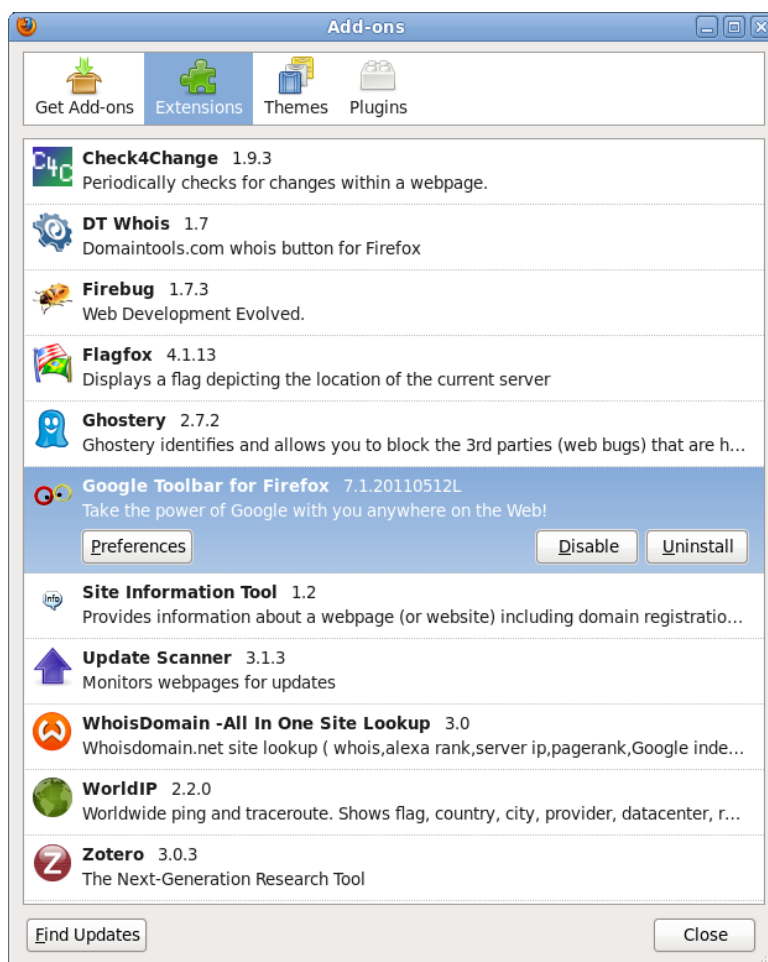 Add-ons
Get Add-ons Extensions Themes Plugins
C4C
Check4Change 1.9.3
Periodically checks for changes within a webpage.
DT Whois 1.7
Domaintools.com whois button for Firefox
Firebug 1.7.3
Web Development Evolved.
Flagfox 4.1.13
Displays a flag depicting the location of the current server
Ghostery 2.7.2
Ghostery identifies and allows you to block the 3rd parties (web bugs) that are h...
Google Toolbar for Firefox 7.1.20110512L
Take the power of Google with you anywhere on the Web!
Preferences Disable Uninstall
Info
Site Information Tool 1.2
Provides information about a webpage (or website) including domain registratio...
Update Scanner 3.1.3
Monitors webpages for updates
WhoisDomain -All In One Site Lookup 3.0
Whoisdomain.net site lookup ( whois,alexa rank,server ip,pagerank,Google inde...
WorldIP 2.2.0
Worldwide ping and traceroute. Shows flag, country, city, provider, datacenter, r...
Z
Zotero 3.0.3
The Next-Generation Research Tool
Find Updates Close